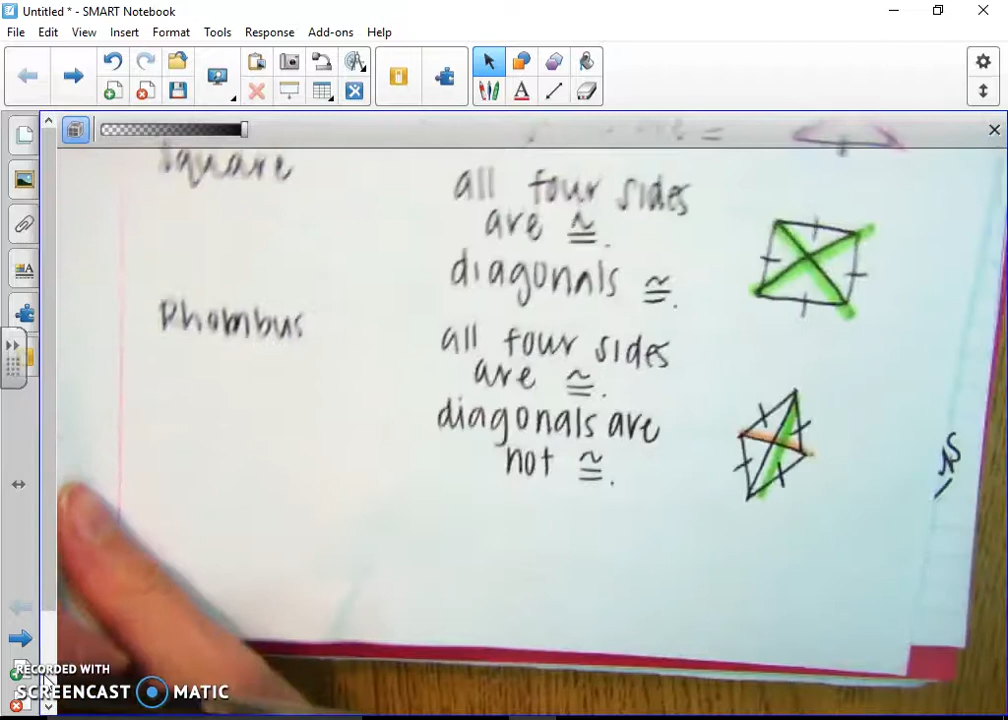 Untitled * - SMART Notebook
File Edit View Insert Format Tools Response Add-ons Help
Square
all four sides
are ≅.
diagonals ≅.
Rhombus
all four sides
are ≅.
diagonals are
not ≅.
RECORDED WITH
SCREENCAST MATIC